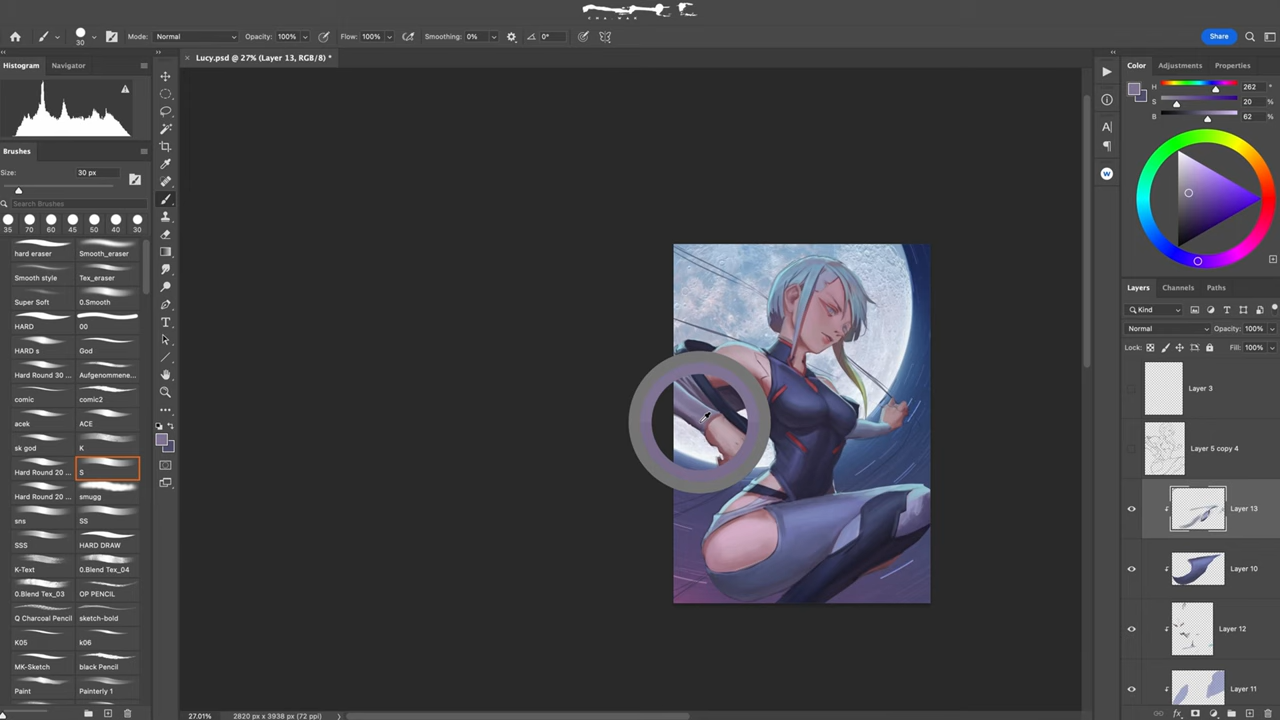 CHA.WAK
30
Mode: Normal
Opacity: 100%
Flow: 100%
Smoothing: 0%
0°
Share
Histogram
Navigator
× Lucy.psd @ 27% (Layer 13, RGB/8) *
Color
Adjustments
Properties
H 262 °
S 20 %
B 62 %
Brushes
Size: 30 px
Search Brushes
35 70 60 45 50 40 30
hard eraser
Smooth_eraser
Smooth style
Tex_eraser
Super Soft
0.Smooth
HARD
00
HARD s
God
Hard Round 30 ...
Aufgenommene...
comic
comic2
acek
ACE
sk god
K
Hard Round 20 ...
S
Hard Round 20 ...
smugg
sns
SS
SSS
HARD DRAW
K-Text
0.Blend Tex_04
0.Blend Tex_03
OP PENCIL
Q Charcoal Pencil
sketch-bold
K05
k06
MK-Sketch
black Pencil
Paint
Painterly 1
Layers
Channels
Paths
Kind
Normal
Opacity: 100%
Lock:
Fill: 100%
Layer 3
Layer 5 copy 4
Layer 13
Layer 10
Layer 12
Layer 11
fx
27.01%
2820 px x 3938 px (72 ppi)